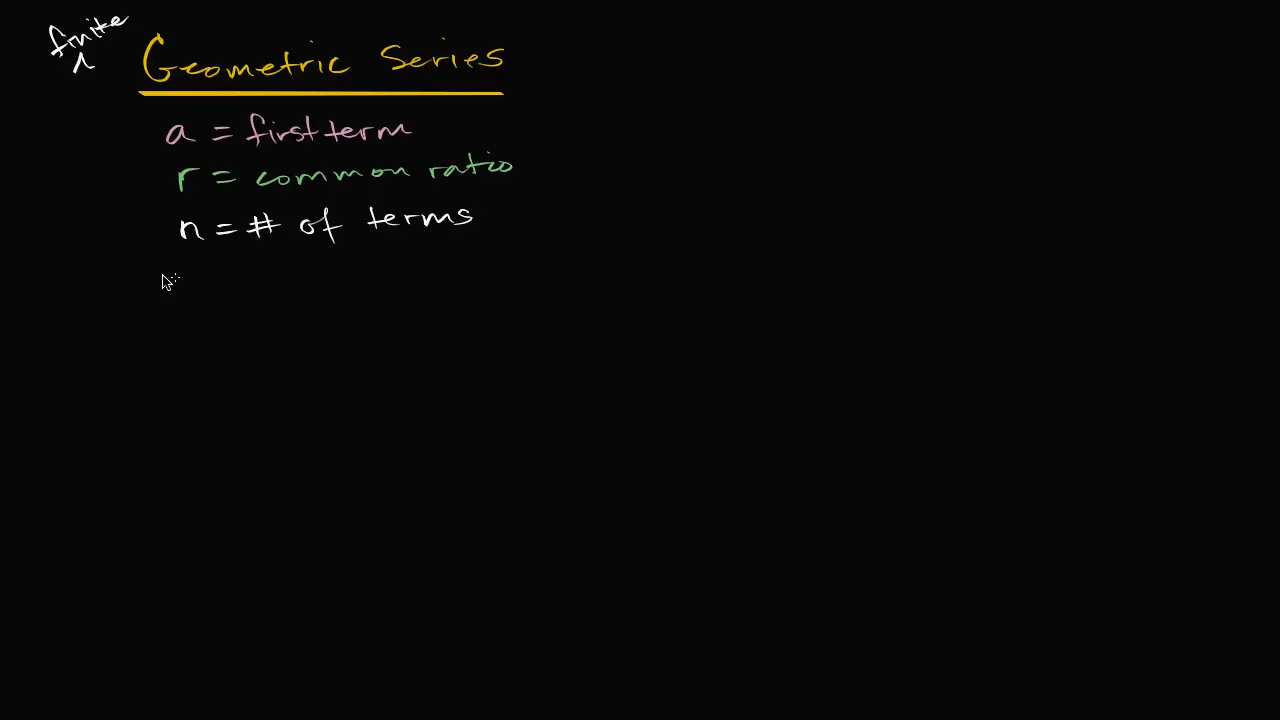 finite
Geometric Series
a = first term
r = common ratio
n = # of terms